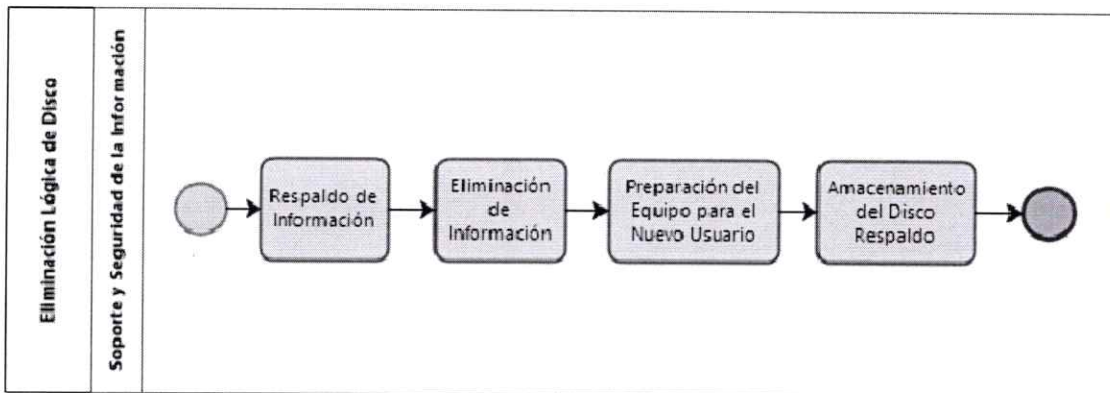 Eliminación Lógica de Disco
Soporte y Seguridad de la Información
Respaldo de
Información
Eliminación
de
Información
Preparación del
Equipo para el
Nuevo Usuario
Amacenamiento
del Disco
Respaldo